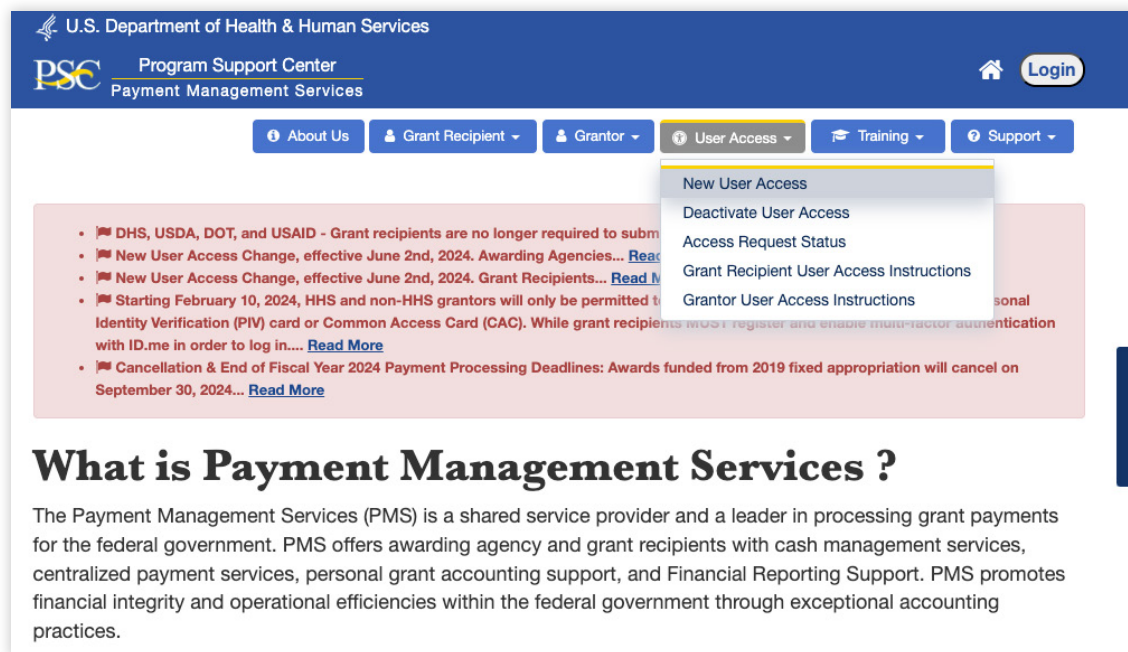 U.S. Department of Health & Human Services
PSC
Program Support Center
Payment Management Services
Login
About Us
Grant Recipient
Grantor
User Access
Training
Support
New User Access
Deactivate User Access
Access Request Status
Grant Recipient User Access Instructions
Grantor User Access Instructions
DHS, USDA, DOT, and USAID - Grant recipients are no longer required to subm
New User Access Change, effective June 2nd, 2024. Awarding Agencies... Read
New User Access Change, effective June 2nd, 2024. Grant Recipients... Read M
Starting February 10, 2024, HHS and non-HHS grantors will only be permitted t sonal
Identity Verification (PIV) card or Common Access Card (CAC). While grant recipients MUST register and enable multi-factor authentication
with ID.me in order to log in.... Read More
Cancellation & End of Fiscal Year 2024 Payment Processing Deadlines: Awards funded from 2019 fixed appropriation will cancel on
September 30, 2024... Read More
What is Payment Management Services ?
The Payment Management Services (PMS) is a shared service provider and a leader in processing grant payments
for the federal government. PMS offers awarding agency and grant recipients with cash management services,
centralized payment services, personal grant accounting support, and Financial Reporting Support. PMS promotes
financial integrity and operational efficiencies within the federal government through exceptional accounting
practices.